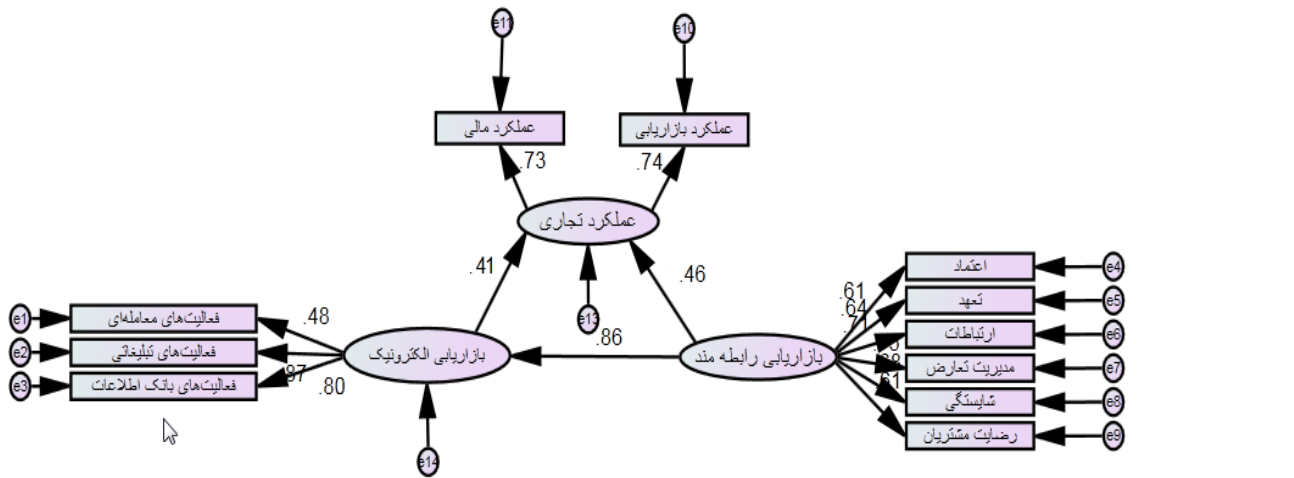 e11
e10
عملکرد مالی
عملکرد بازاریابی
.73
.74
عملکرد تجاری
.41
.46
e13
.86
e1
فعالیت‌های معامله‌ای
.48
e2
فعالیت‌های تبلیغاتی
.87
e3
فعالیت‌های بانک اطلاعات
.80
بازاریابی الکترونیک
e14
بازاریابی رابطه مند
.61
.64
.71
.61
اعتماد
e4
تعهد
e5
ارتباطات
e6
مدیریت تعارض
e7
شایستگی
e8
رضایت مشتریان
e9